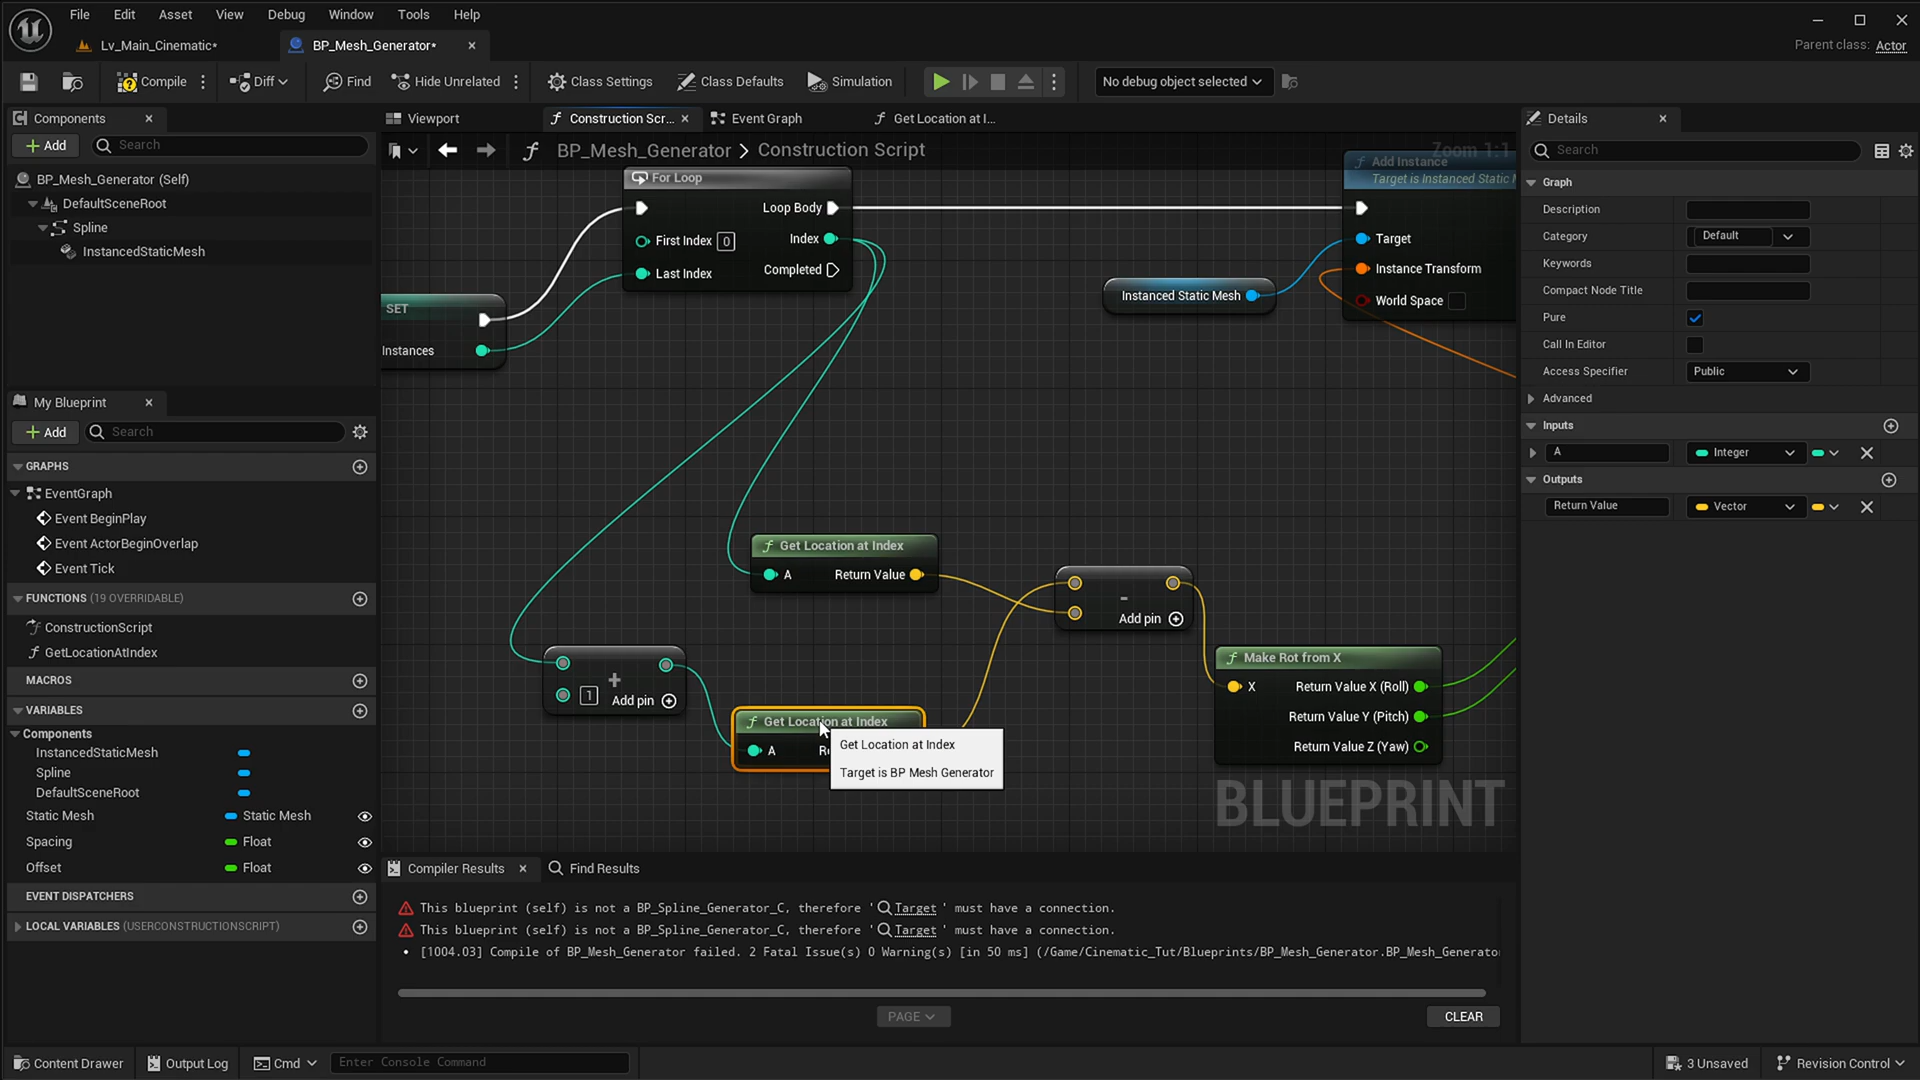 File Edit Asset View Debug Window Tools Help
Lv_Main_Cinematic*
BP_Mesh_Generator*
Parent class: Actor
Compile
Diff
Find
Hide Unrelated
Class Settings
Class Defaults
Simulation
No debug object selected
Components
Add
Search
BP_Mesh_Generator (Self)
DefaultSceneRoot
Spline
InstancedStaticMesh
My Blueprint
Add
Search
GRAPHS
EventGraph
Event BeginPlay
Event ActorBeginOverlap
Event Tick
FUNCTIONS (19 OVERRIDABLE)
ConstructionScript
GetLocationAtIndex
MACROS
VARIABLES
Components
InstancedStaticMesh
Spline
DefaultSceneRoot
Static Mesh Static Mesh
Spacing Float
Offset Float
EVENT DISPATCHERS
LOCAL VARIABLES (USERCONSTRUCTIONSCRIPT)
Viewport
Construction Scr...
Event Graph
Get Location at I...
BP_Mesh_Generator > Construction Script
Zoom 1:1
For Loop
Loop Body
First Index 0
Index
Last Index
Completed
SET
Instances
Add Instance
Target is Instanced Static M
Target
Instance Transform
World Space
Instanced Static Mesh
Get Location at Index
A Return Value
-
Add pin
+
1
Add pin
Get Location at Index
A
Get Location at Index
Target is BP Mesh Generator
Make Rot from X
X
Return Value X (Roll)
Return Value Y (Pitch)
Return Value Z (Yaw)
BLUEPRINT
Compiler Results
Find Results
This blueprint (self) is not a BP_Spline_Generator_C, therefore ' Target ' must have a connection.
This blueprint (self) is not a BP_Spline_Generator_C, therefore ' Target ' must have a connection.
[1004.03] Compile of BP_Mesh_Generator failed. 2 Fatal Issue(s) 0 Warning(s) [in 50 ms] (/Game/Cinematic_Tut/Blueprints/BP_Mesh_Generator.BP_Mesh_Generato
PAGE
CLEAR
Details
Search
Graph
Description
Category Default
Keywords
Compact Node Title
Pure
Call In Editor
Access Specifier Public
Advanced
Inputs
A Integer
Outputs
Return Value Vector
Content Drawer
Output Log
Cmd
Enter Console Command
3 Unsaved
Revision Control